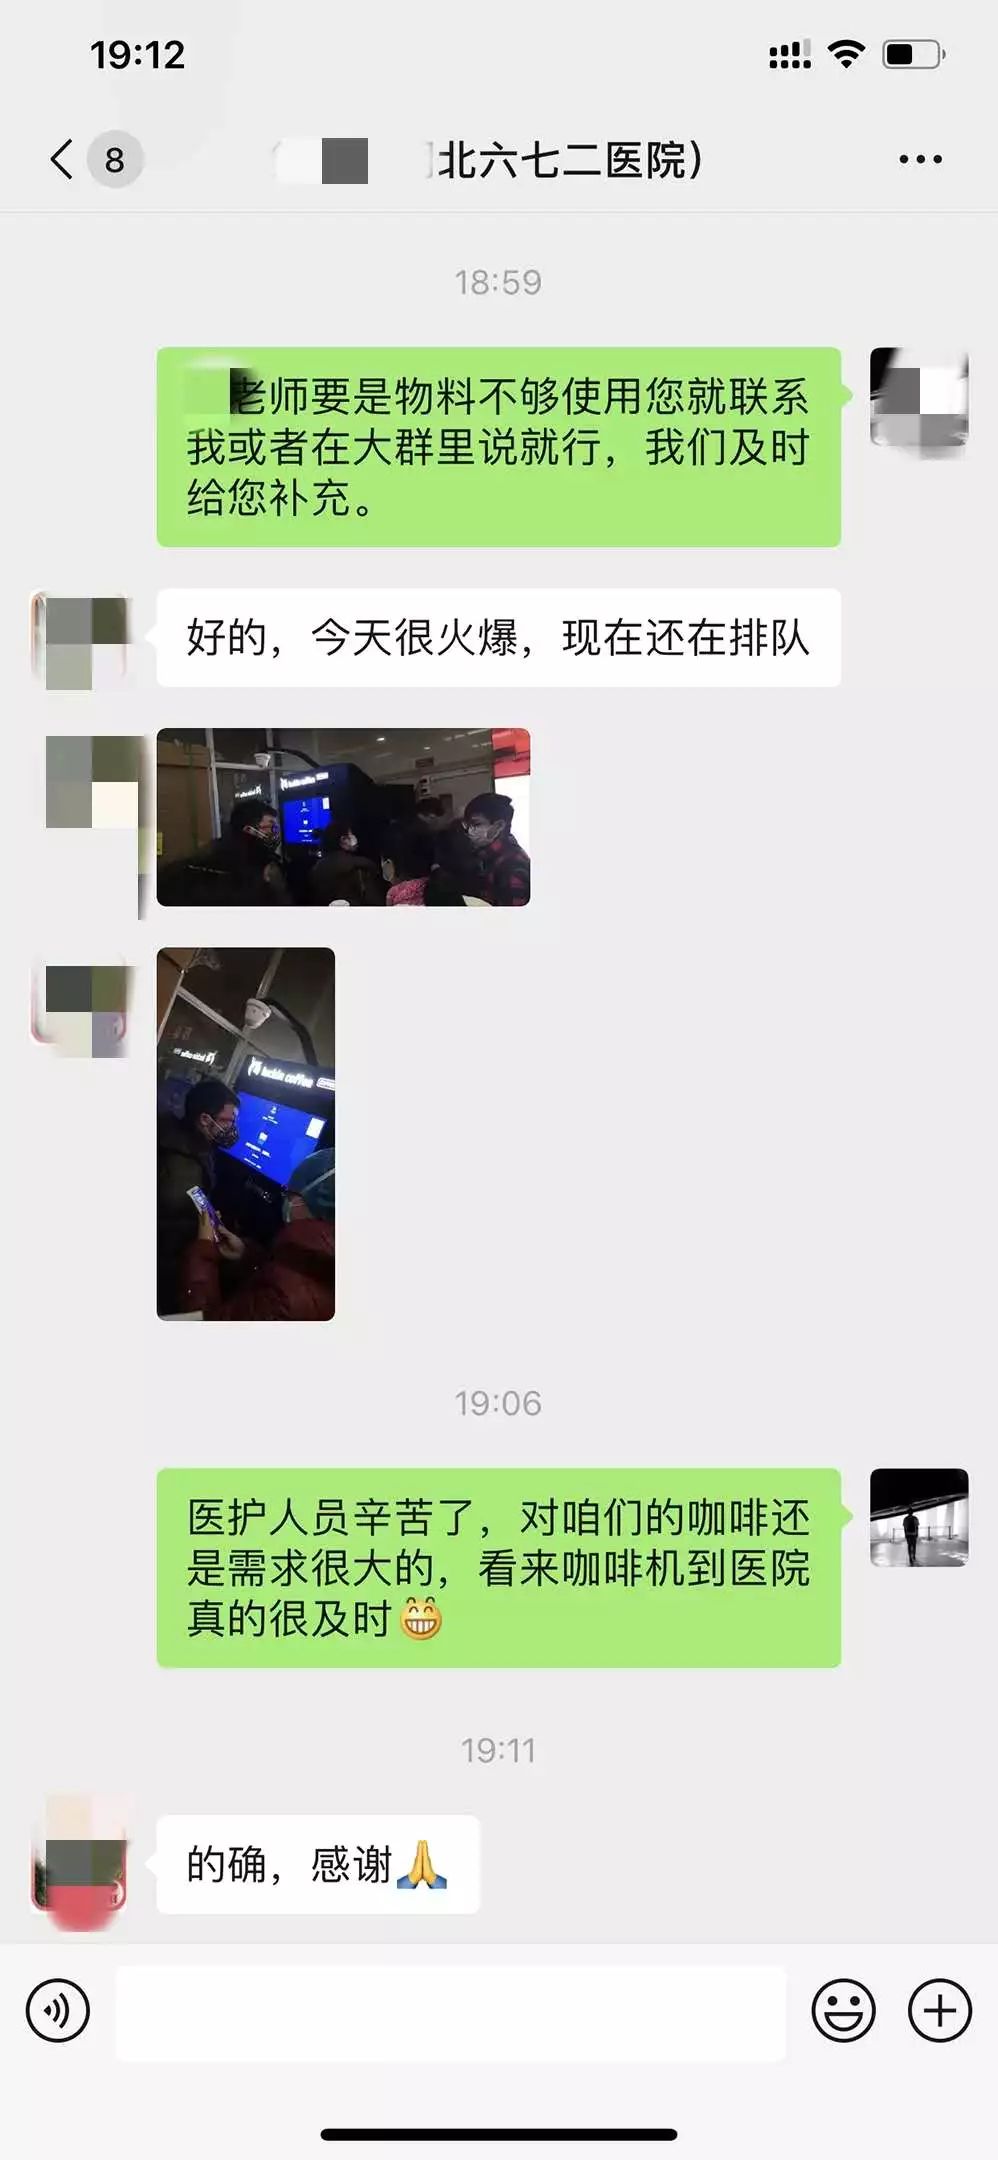 19:12
8
北六七二医院）
18:59
老师要是物料不够使用您就联系
我或者在大群里说就行，我们及时
给您补充。
好的，今天很火爆，现在还在排队
luckin coffee
luckin coffee
19:06
医护人员辛苦了，对咱们的咖啡还
是需求很大的，看来咖啡机到医院
真的很及时😁
19:11
的确，感谢🙏